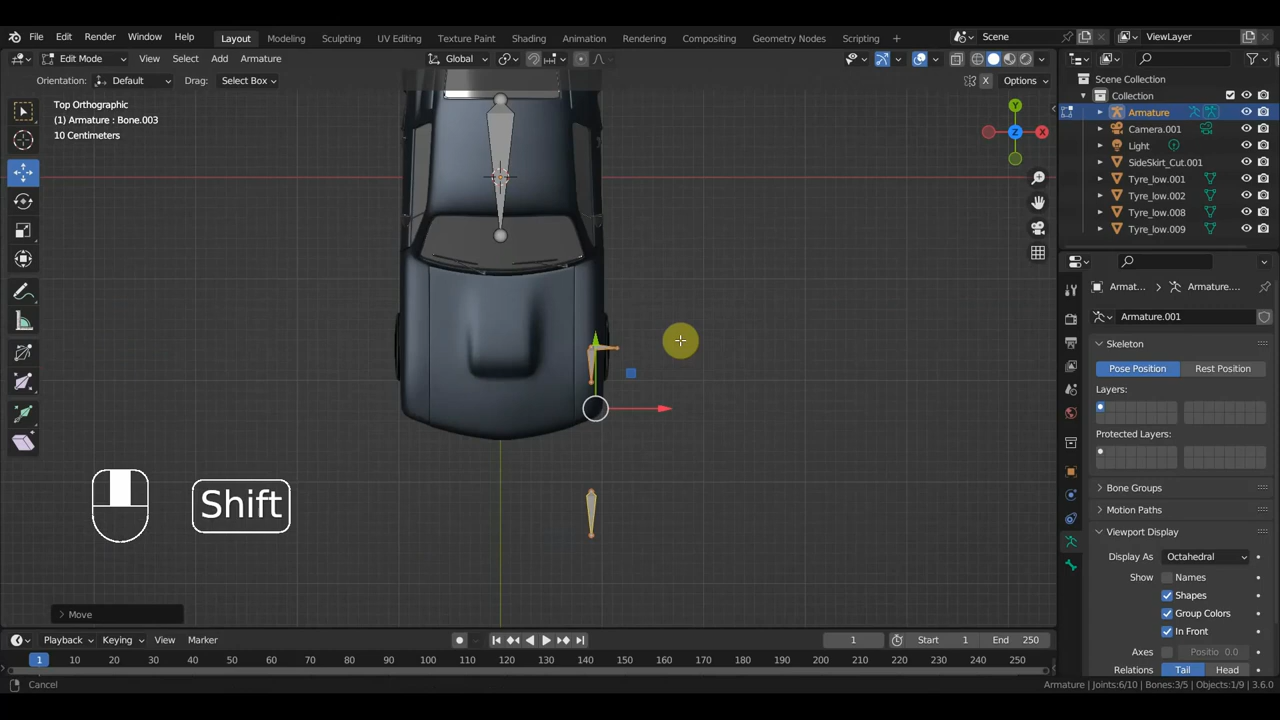 File Edit Render Window Help Layout Modeling Sculpting UV Editing Texture Paint Shading Animation Rendering Compositing Geometry Nodes Scripting + Scene ViewLayer
Edit Mode View Select Add Armature Global X Options
Orientation: Default Drag: Select Box
Top Orthographic
(1) Armature : Bone.003
10 Centimeters
Y
X
Z
Shift
> Move
Scene Collection
Collection
Armature
Camera.001
Light
SideSkirt_Cut.001
Tyre_low.001
Tyre_low.002
Tyre_low.008
Tyre_low.009
Armat... > Armature....
Armature.001
Skeleton
Pose Position Rest Position
Layers:
Protected Layers:
Bone Groups
Motion Paths
Viewport Display
Display As Octahedral
Show Names
Shapes
Group Colors
In Front
Axes Positio 0.0
Relations Tail Head
Playback Keying View Marker 1 Start 1 End 250
1 10 20 30 40 50 60 70 80 90 100 110 120 130 140 150 160 170 180 190 200 210 220 230 240 250
Cancel Armature | Joints:6/10 | Bones:3/5 | Objects:1/9 | 3.6.0